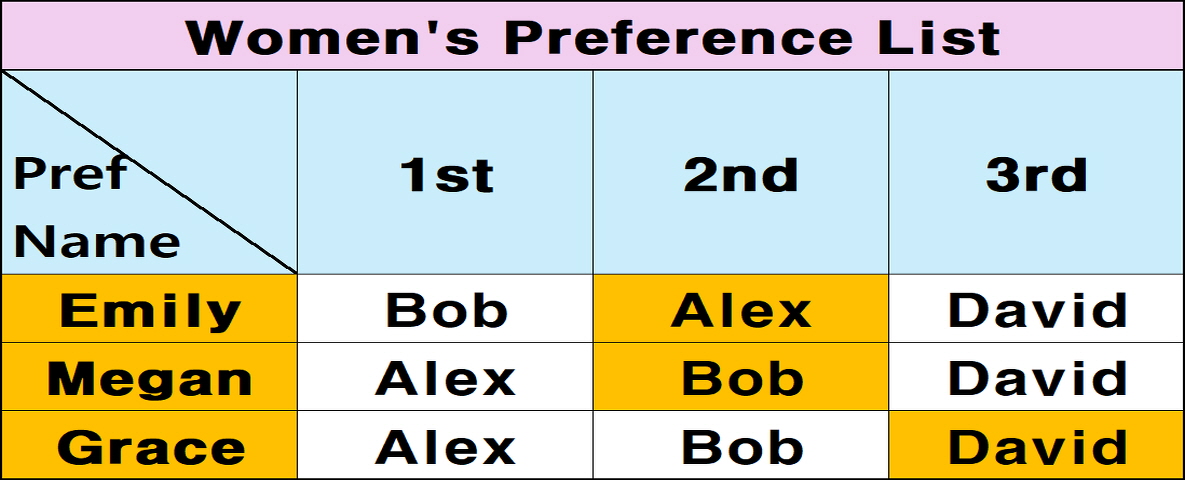 Women's Preference List
Pref 1st 2nd 3rd
Name
Emily Bob Alex David
Megan Alex Bob David
Grace Alex Bob David